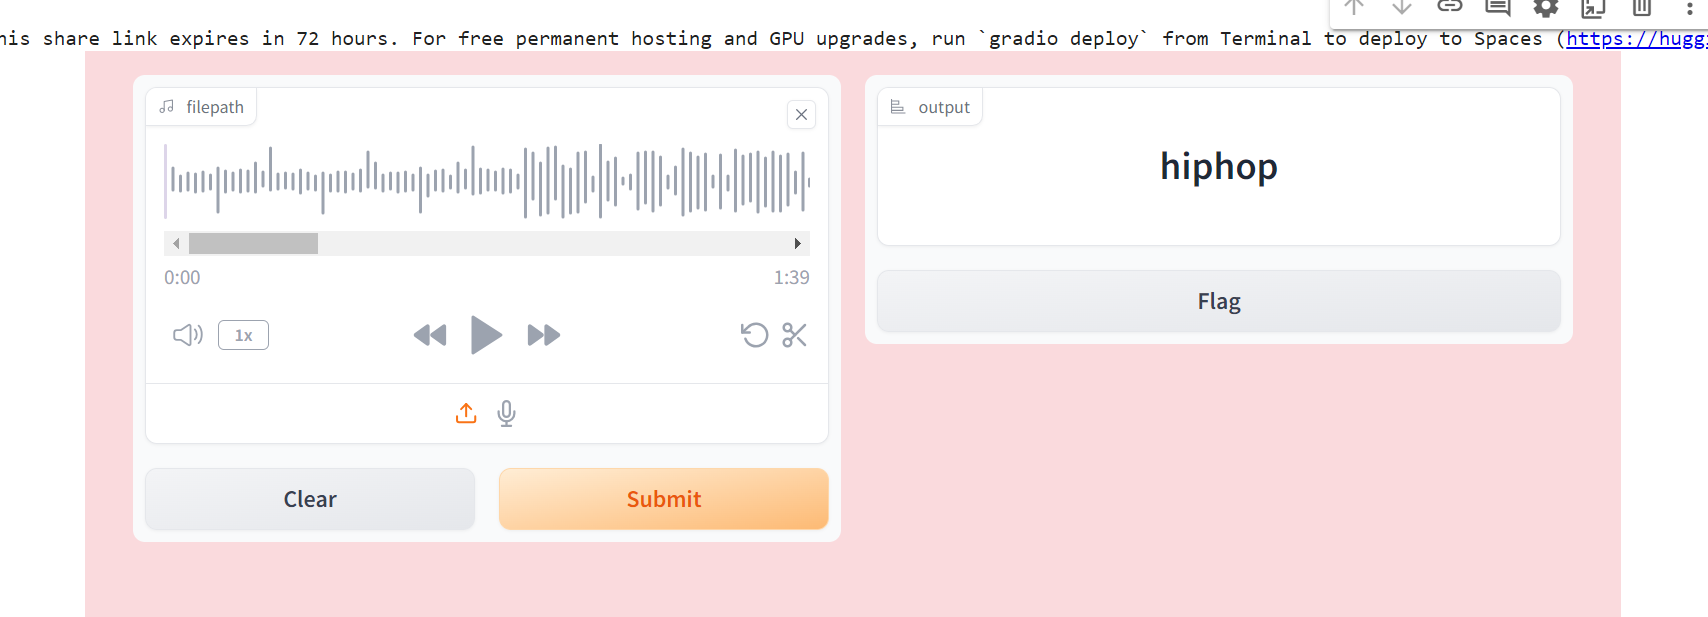 his share link expires in 72 hours. For free permanent hosting and GPU upgrades, run `gradio deploy` from Terminal to deploy to Spaces (https://hugg
filepath
output
hiphop
0:00
1:39
Flag
1x
Clear
Submit